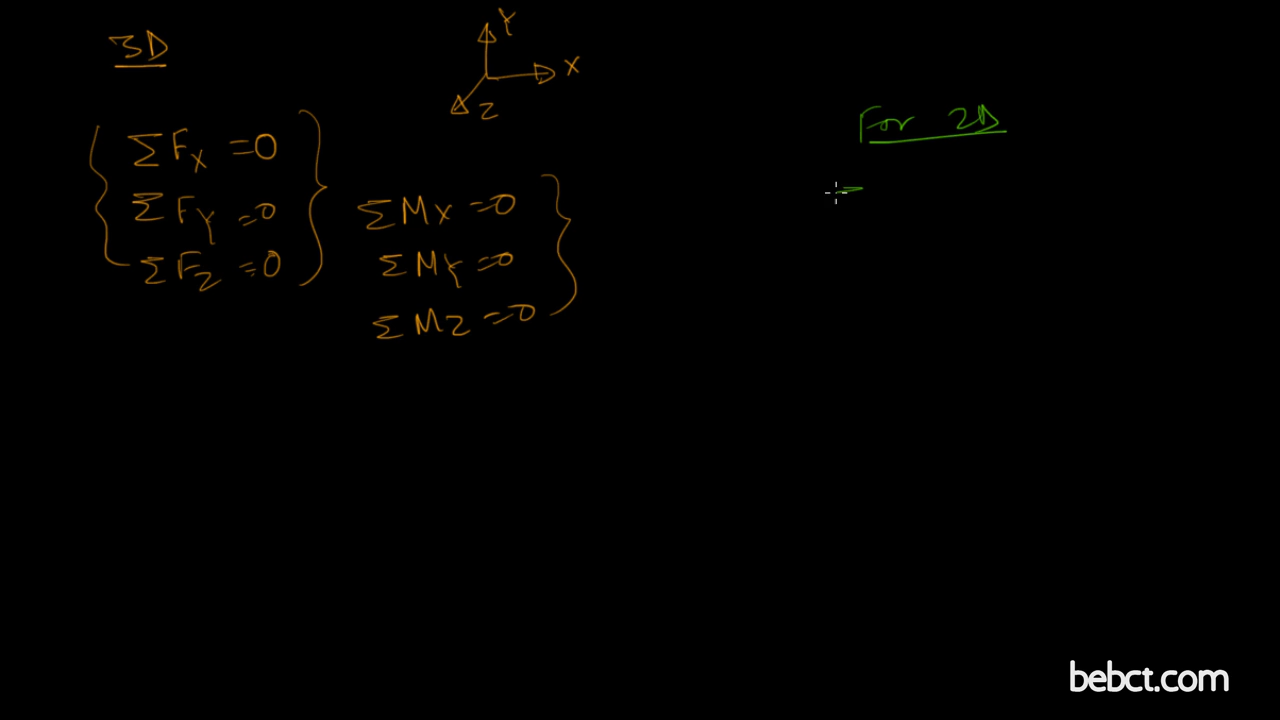 3D
Y
X
Z
ΣFx =0
ΣFY =0
ΣFz =0
ΣMx =0
ΣMY =0
ΣMz =0
For 2D
bebct.com